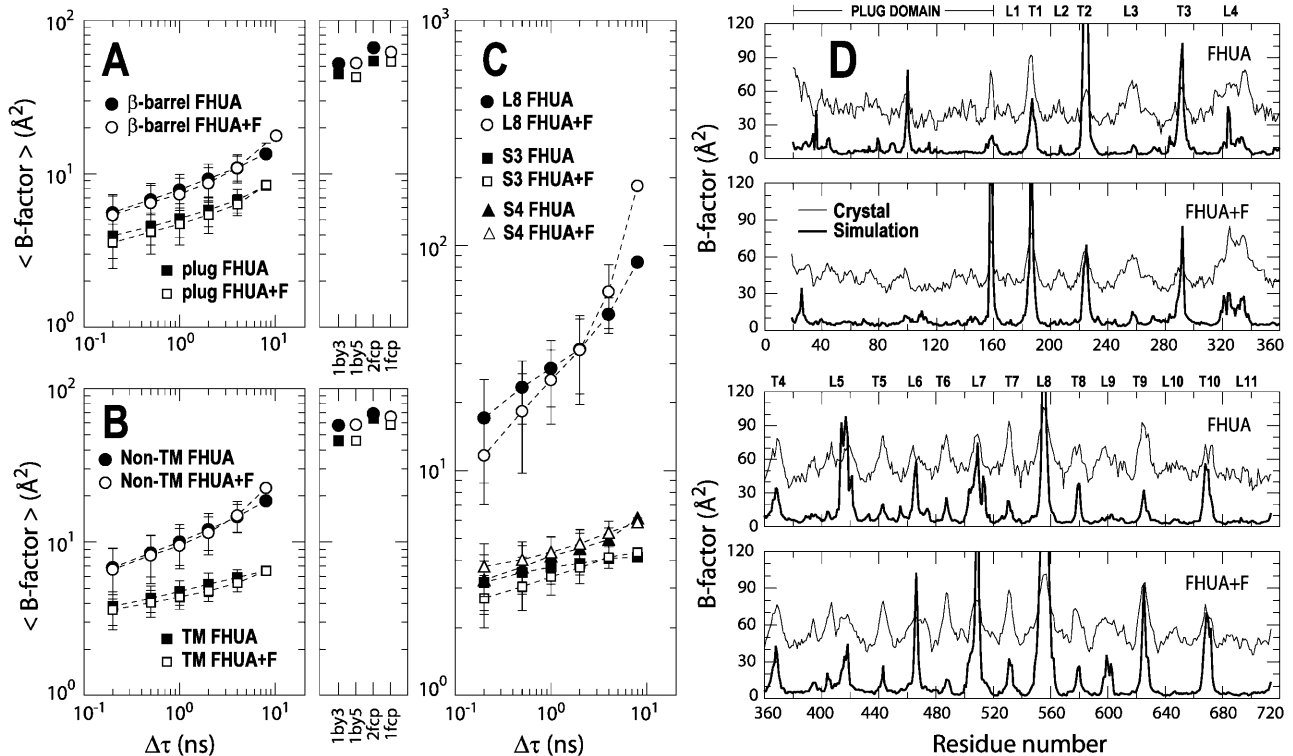 A
< B-factor > (Å²)
10²
10¹
10⁰
β-barrel FHUA
β-barrel FHUA+F
plug FHUA
plug FHUA+F
10⁻¹ 10⁰ 10¹
1by3
1by5
2fcp
1fcp
B
< B-factor > (Å²)
10²
10¹
10⁰
Non-TM FHUA
Non-TM FHUA+F
TM FHUA
TM FHUA+F
10⁻¹ 10⁰ 10¹
Δτ (ns)
1by3
1by5
2fcp
1fcp
C
10³
10²
10¹
10⁰
L8 FHUA
L8 FHUA+F
S3 FHUA
S3 FHUA+F
S4 FHUA
S4 FHUA+F
10⁻¹ 10⁰ 10¹
Δτ (ns)
D
PLUG DOMAIN L1 T1 L2 T2 L3 T3 L4
FHUA
120
90
60
30
0
B-factor (Å²)
FHUA+F
Crystal
Simulation
120
90
60
30
0
0 40 80 120 160 200 240 280 320 360
T4 L5 T5 L6 T6 L7 T7 L8 T8 L9 T9 L10 T10 L11
FHUA
120
90
60
30
0
B-factor (Å²)
FHUA+F
120
90
60
30
0
360 400 440 480 520 560 600 640 680 720
Residue number